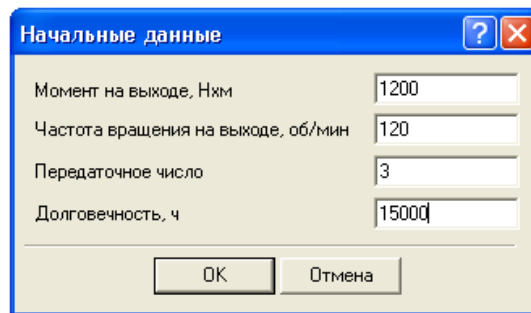 Начальные данные
Момент на выходе, Нхм 1200
Частота вращения на выходе, об/мин 120
Передаточное число 3
Долговечность, ч 15000
OK Отмена